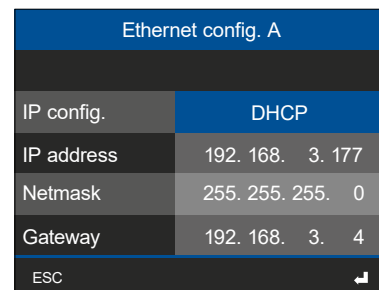 Ethernet config. A
IP config. DHCP
IP address 192. 168. 3. 177
Netmask 255. 255. 255. 0
Gateway 192. 168. 3. 4
ESC